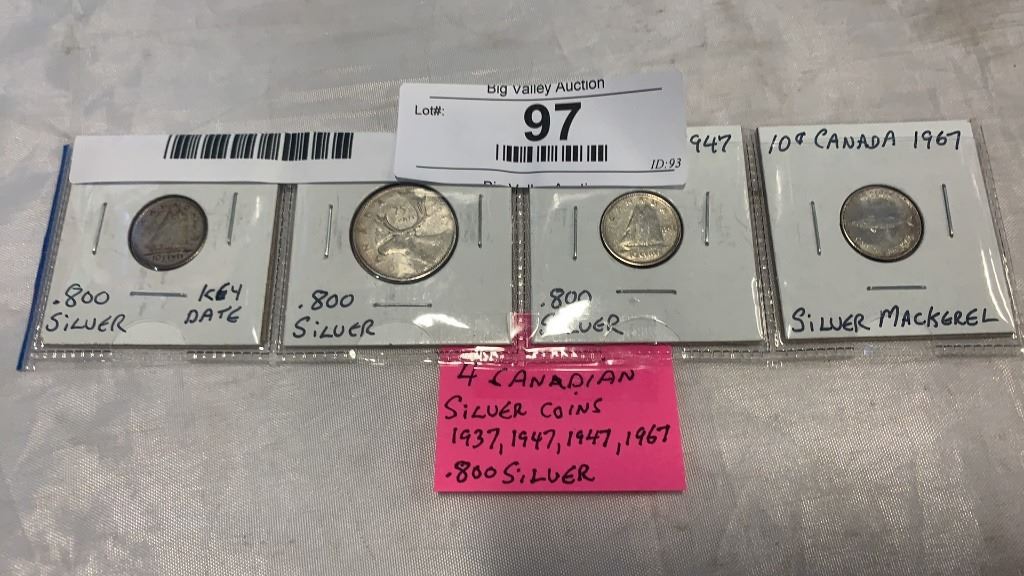 Big Valley Auction
Lot#:
97
ID:93
947
10¢ CANADA 1967
.800
SILVER
KEY
DATE
.800
SILVER
.800
SILVER
SILVER MACKEREL
4 CANADIAN
SILVER COINS
1937, 1947, 1947, 1967
.800 SILVER